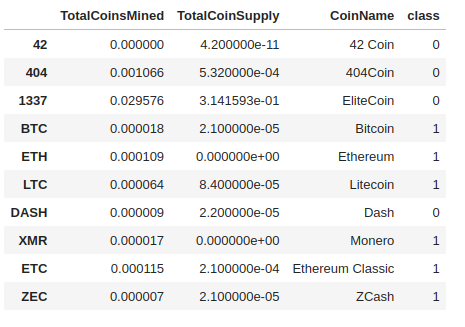 TotalCoinsMined TotalCoinSupply CoinName class
42 0.000000 4.200000e-11 42 Coin 0
404 0.001066 5.320000e-04 404Coin 0
1337 0.029576 3.141593e-01 EliteCoin 0
BTC 0.000018 2.100000e-05 Bitcoin 1
ETH 0.000109 0.000000e+00 Ethereum 1
LTC 0.000064 8.400000e-05 Litecoin 1
DASH 0.000009 2.200000e-05 Dash 0
XMR 0.000017 0.000000e+00 Monero 1
ETC 0.000115 2.100000e-04 Ethereum Classic 1
ZEC 0.000007 2.100000e-05 ZCash 1